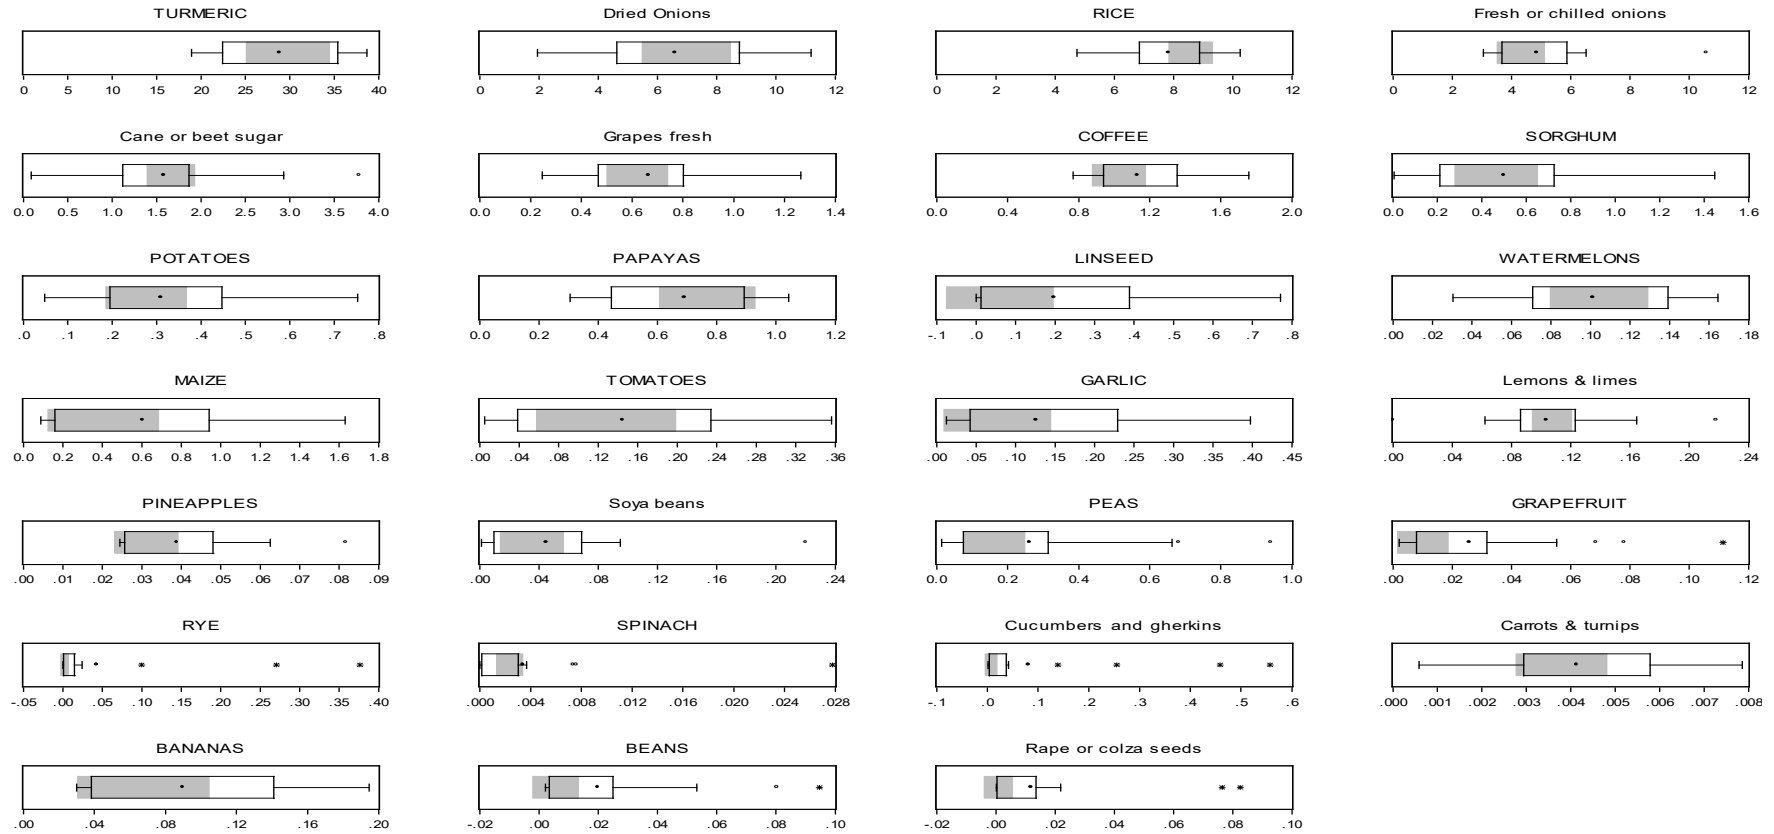 TURMERIC Dried Onions RICE Fresh or chilled onions
0 5 10 15 20 25 30 35 40 0 2 4 6 8 10 12 0 2 4 6 8 10 12 0 2 4 6 8 10 12
Cane or beet sugar Grapes fresh COFFEE SORGHUM
0.0 0.5 1.0 1.5 2.0 2.5 3.0 3.5 4.0 0.0 0.2 0.4 0.6 0.8 1.0 1.2 1.4 0.0 0.4 0.8 1.2 1.6 2.0 0.0 0.2 0.4 0.6 0.8 1.0 1.2 1.4 1.6
POTATOES PAPAYAS LINSEED WATERMELONS
.0 .1 .2 .3 .4 .5 .6 .7 .8 0.0 0.2 0.4 0.6 0.8 1.0 1.2 -.1 .0 .1 .2 .3 .4 .5 .6 .7 .8 .00 .02 .04 .06 .08 .10 .12 .14 .16 .18
MAIZE TOMATOES GARLIC Lemons & limes
0.0 0.2 0.4 0.6 0.8 1.0 1.2 1.4 1.6 1.8 .00 .04 .08 .12 .16 .20 .24 .28 .32 .36 .00 .05 .10 .15 .20 .25 .30 .35 .40 .45 .00 .04 .08 .12 .16 .20 .24
PINEAPPLES Soya beans PEAS GRAPEFRUIT
.00 .01 .02 .03 .04 .05 .06 .07 .08 .09 .00 .04 .08 .12 .16 .20 .24 0.0 0.2 0.4 0.6 0.8 1.0 .00 .02 .04 .06 .08 .10 .12
RYE SPINACH Cucumbers and gherkins Carrots & turnips
-.05 .00 .05 .10 .15 .20 .25 .30 .35 .40 .000 .004 .008 .012 .016 .020 .024 .028 -.1 .0 .1 .2 .3 .4 .5 .6 .000 .001 .002 .003 .004 .005 .006 .007 .008
BANANAS BEANS Rape or colza seeds
.00 .04 .08 .12 .16 .20 -.02 .00 .02 .04 .06 .08 .10 -.02 .00 .02 .04 .06 .08 .10